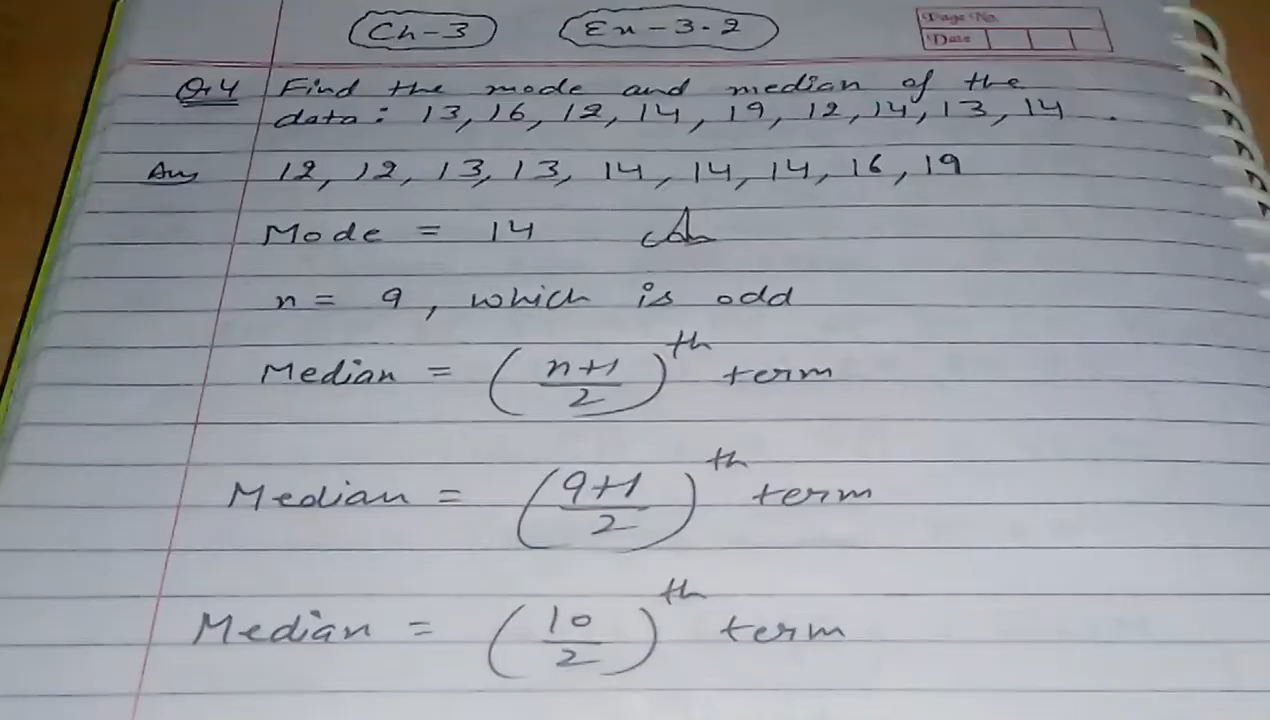 Ch-3 Ex-3.2
Page No.
Date
Q.4 Find the mode and median of the
data: 13, 16, 12, 14, 19, 12, 14, 13, 14.
Ans 12, 12, 13, 13, 14, 14, 14, 16, 19
Mode = 14
n = 9, which is odd
Median = (n+1/2)th term
Median = (9+1/2)th term
Median = (10/2)th term